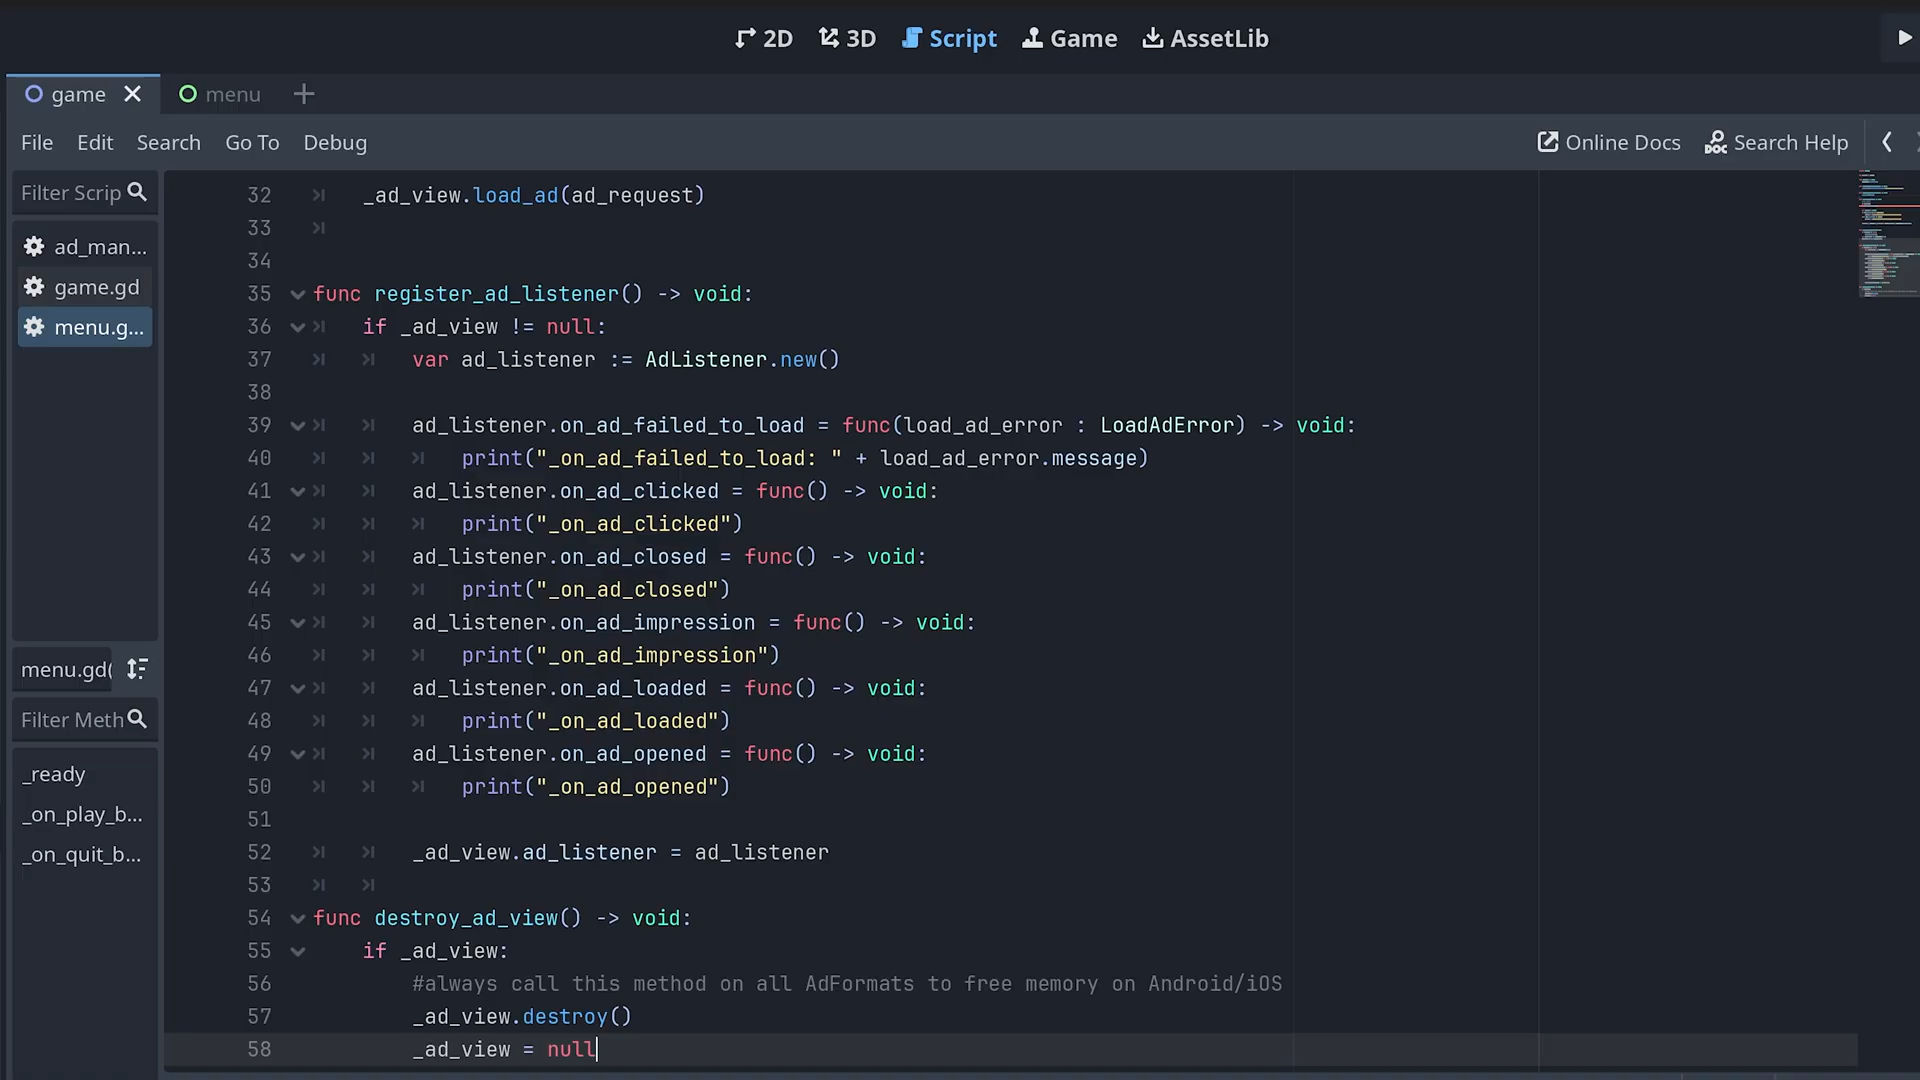 2D 3D Script Game AssetLib
game menu
File Edit Search Go To Debug Online Docs Search Help
Filter Scrip
ad_man...
game.gd
menu.g...
menu.gd(
Filter Meth
_ready
_on_play_b...
_on_quit_b...
32 _ad_view.load_ad(ad_request)
33
34
35 func register_ad_listener() -> void:
36 if _ad_view != null:
37 var ad_listener := AdListener.new()
38
39 ad_listener.on_ad_failed_to_load = func(load_ad_error : LoadAdError) -> void:
40 print("_on_ad_failed_to_load: " + load_ad_error.message)
41 ad_listener.on_ad_clicked = func() -> void:
42 print("_on_ad_clicked")
43 ad_listener.on_ad_closed = func() -> void:
44 print("_on_ad_closed")
45 ad_listener.on_ad_impression = func() -> void:
46 print("_on_ad_impression")
47 ad_listener.on_ad_loaded = func() -> void:
48 print("_on_ad_loaded")
49 ad_listener.on_ad_opened = func() -> void:
50 print("_on_ad_opened")
51
52 _ad_view.ad_listener = ad_listener
53
54 func destroy_ad_view() -> void:
55 if _ad_view:
56 #always call this method on all AdFormats to free memory on Android/iOS
57 _ad_view.destroy()
58 _ad_view = null